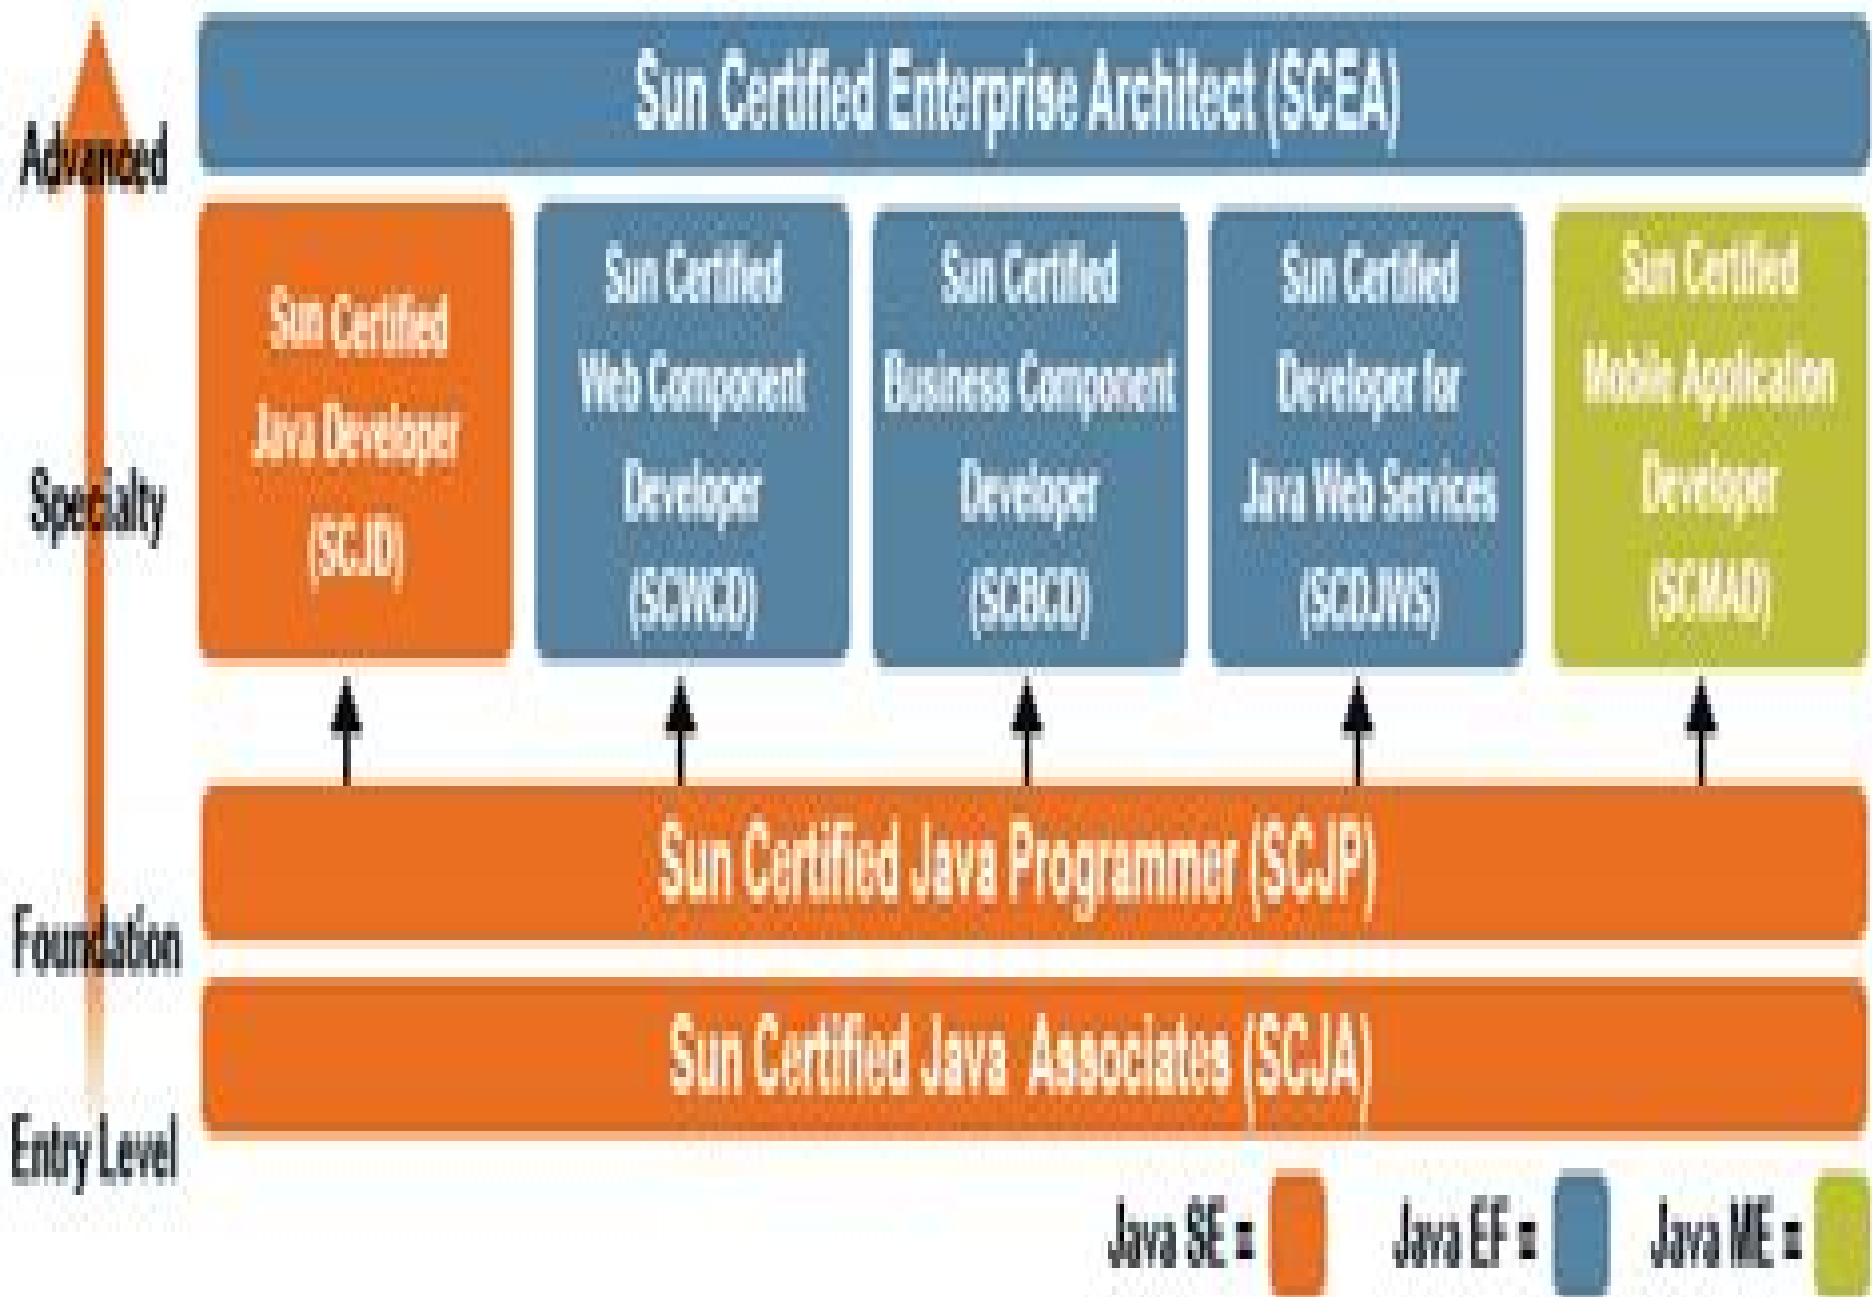 Sun Certified Enterprise Architect (SCEA)
Advanced
Sun Certified
Java Developer
(SCJD)
Sun Certified
Web Component
Developer
(SCWCD)
Sun Certified
Business Component
Developer
(SCBCD)
Sun Certified
Developer for
Java Web Services
(SCDJWS)
Sun Certified
Mobile Application
Developer
(SCMAD)
Specialty
Sun Certified Java Programmer (SCJP)
Foundation
Sun Certified Java Associates (SCJA)
Entry Level
Java SE =
Java EF =
Java ME =